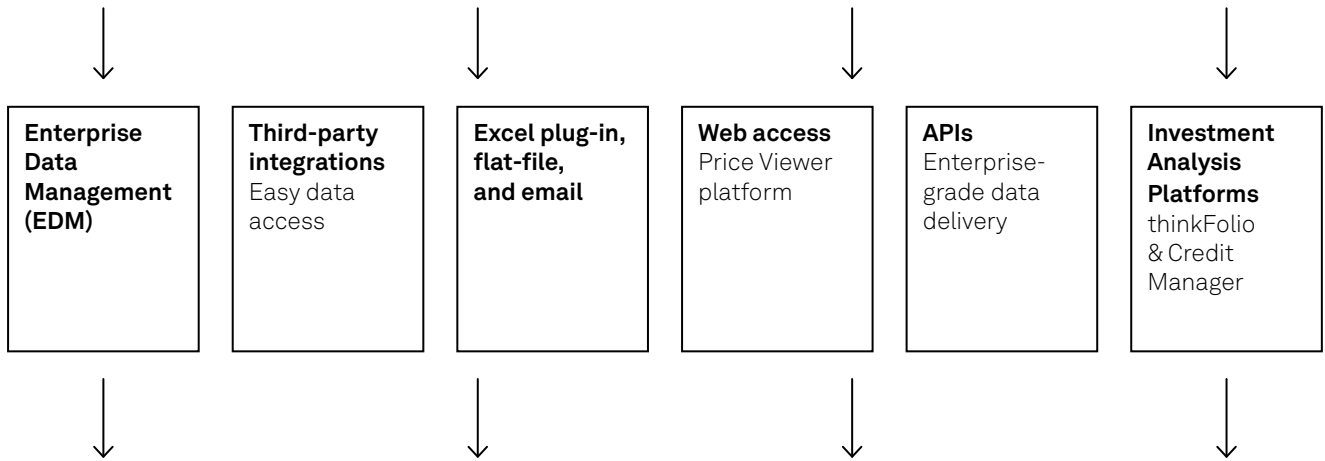 Enterprise
Data
Management
(EDM)
Third-party
integrations
Easy data
access
Excel plug-in,
flat-file,
and email
Web access
Price Viewer
platform
APIs
Enterprise-
grade data
delivery
Investment
Analysis
Platforms
thinkFolio
& Credit
Manager